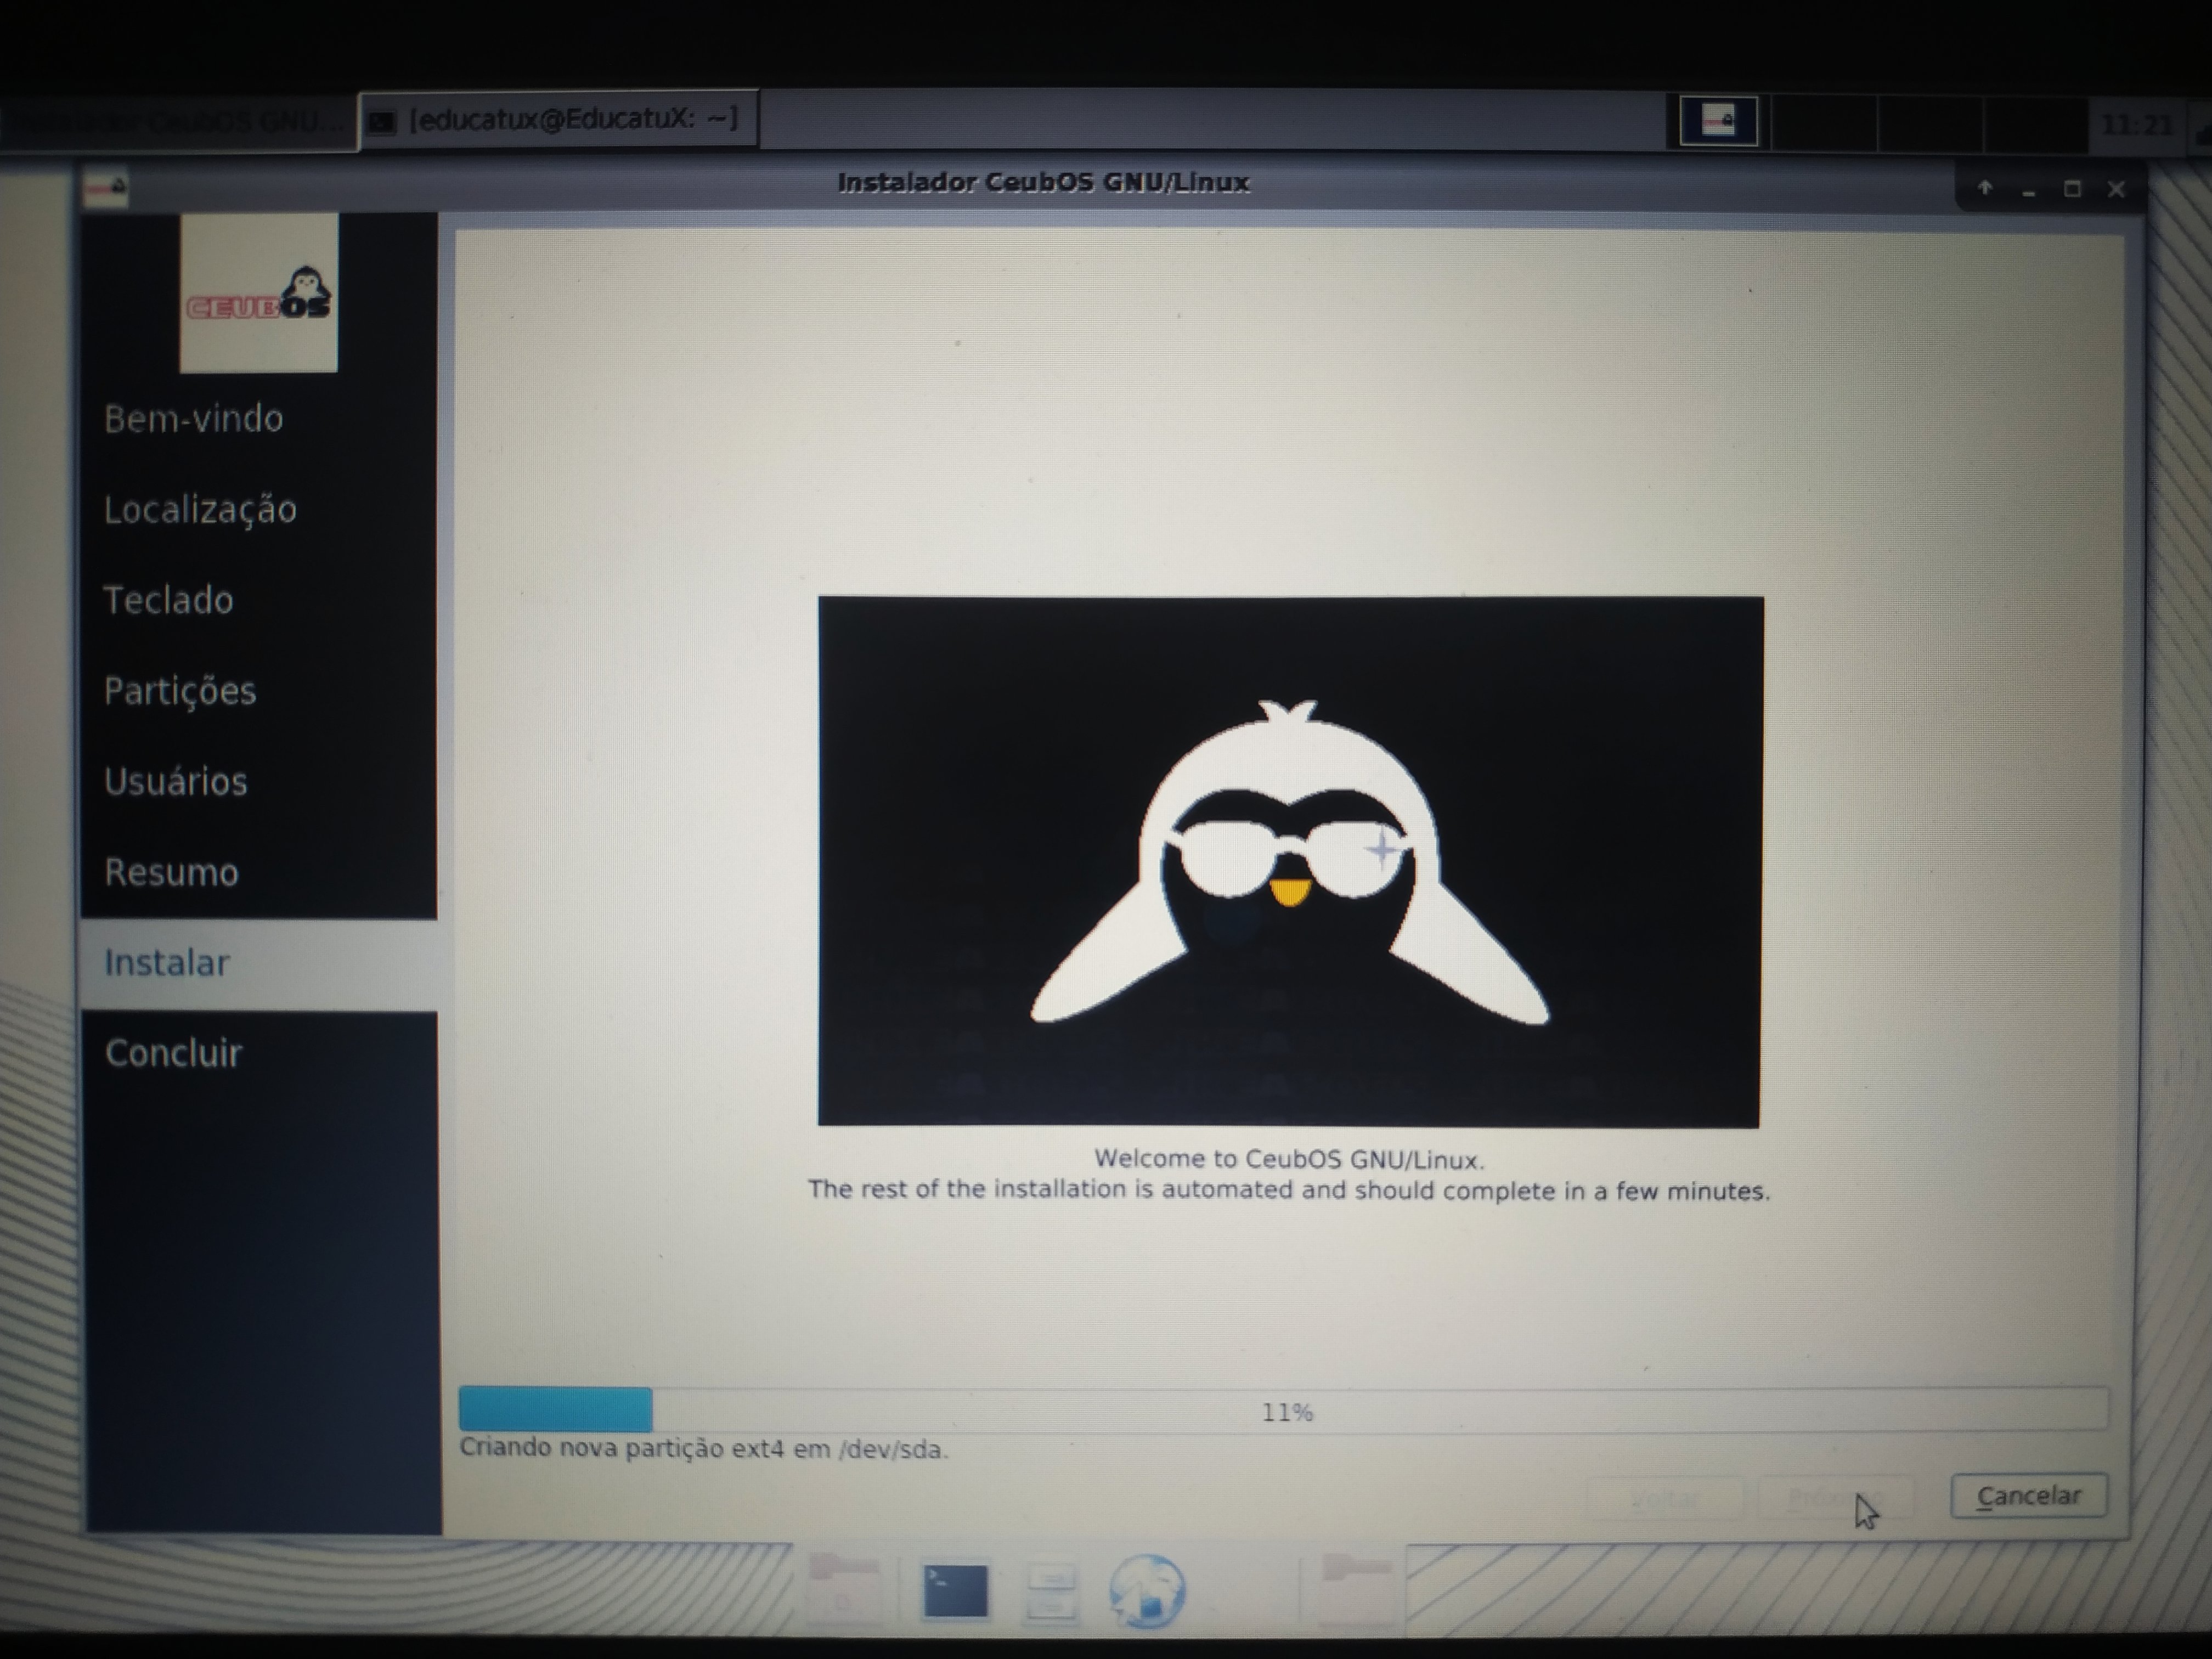 Instalador CeubOS GNU...
[educatux@EducatuX: ~]
11:21
Instalador CeubOS GNU/Linux
CEUBOS
Bem-vindo
Localização
Teclado
Partições
Usuários
Resumo
Instalar
Concluir
Welcome to CeubOS GNU/Linux.
The rest of the installation is automated and should complete in a few minutes.
11%
Criando nova partição ext4 em /dev/sda.
Voltar
Cancelar